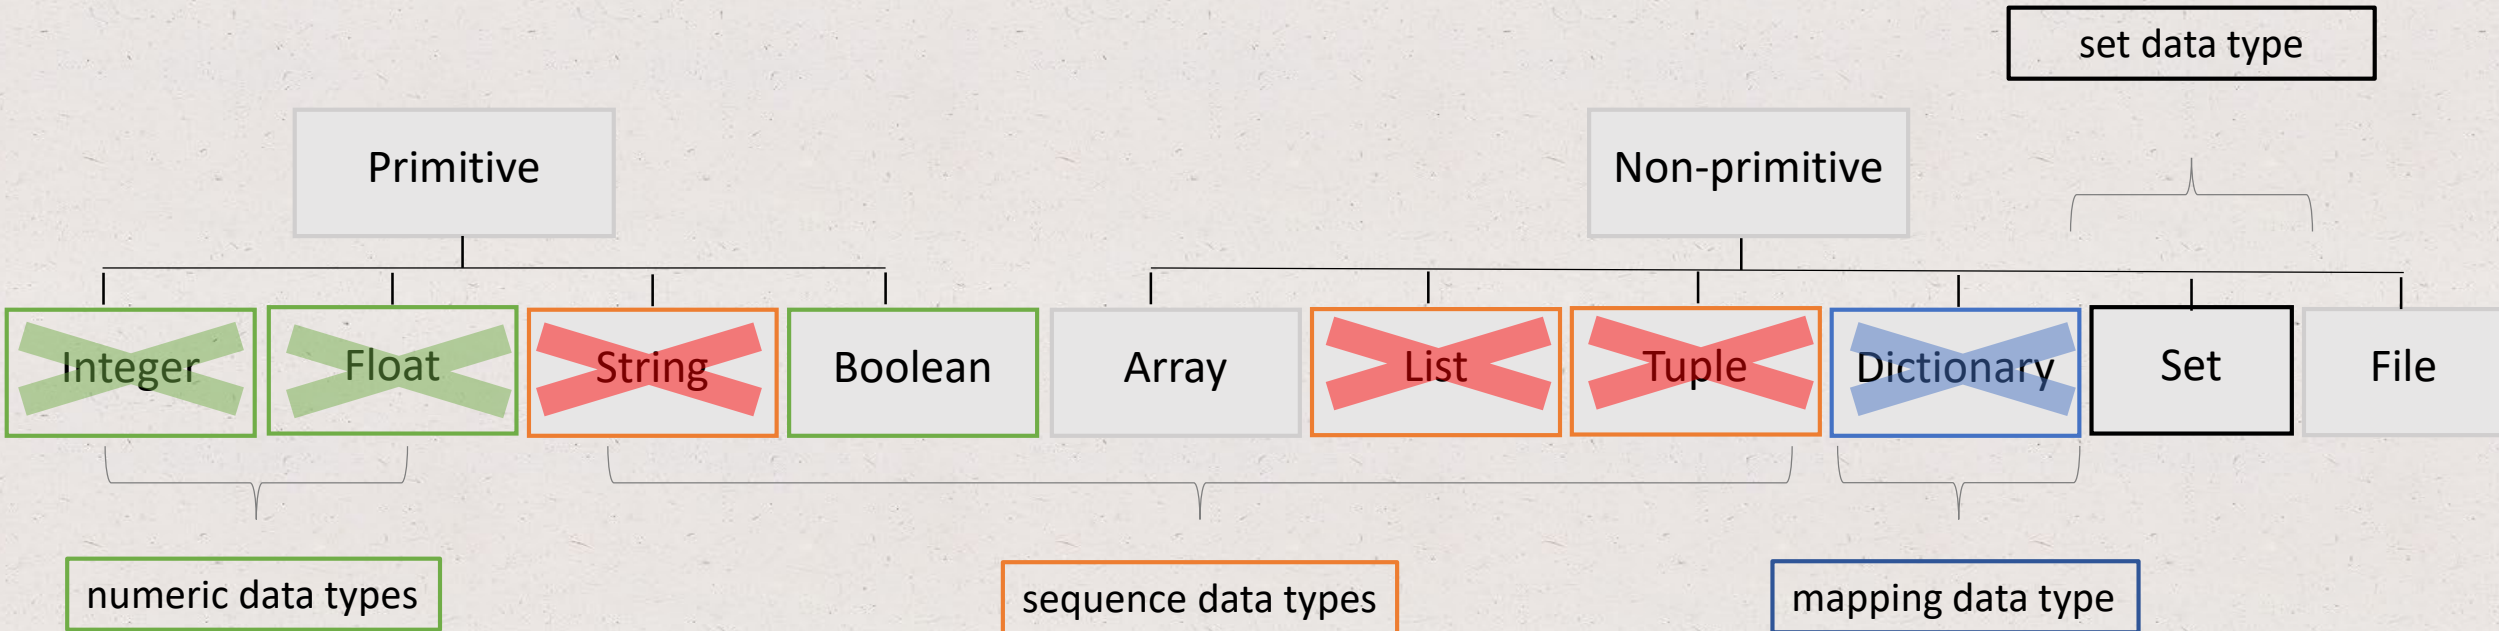 set data type
Primitive
Non-primitive
Integer
Float
String
Boolean
Array
List
Tuple
Dictionary
Set
File
numeric data types
sequence data types
mapping data type